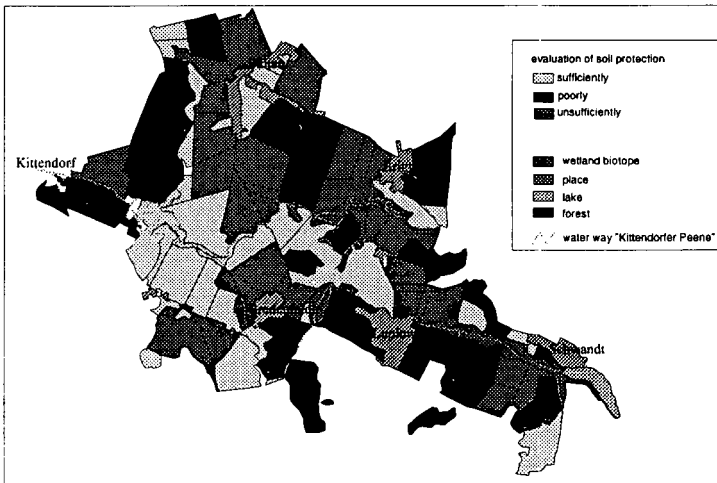 evaluation of soil protection
sufficiently
poorly
unsufficiently
wetland biotope
place
lake
forest
water way "Kittendorfer Peene"
Kittendorf